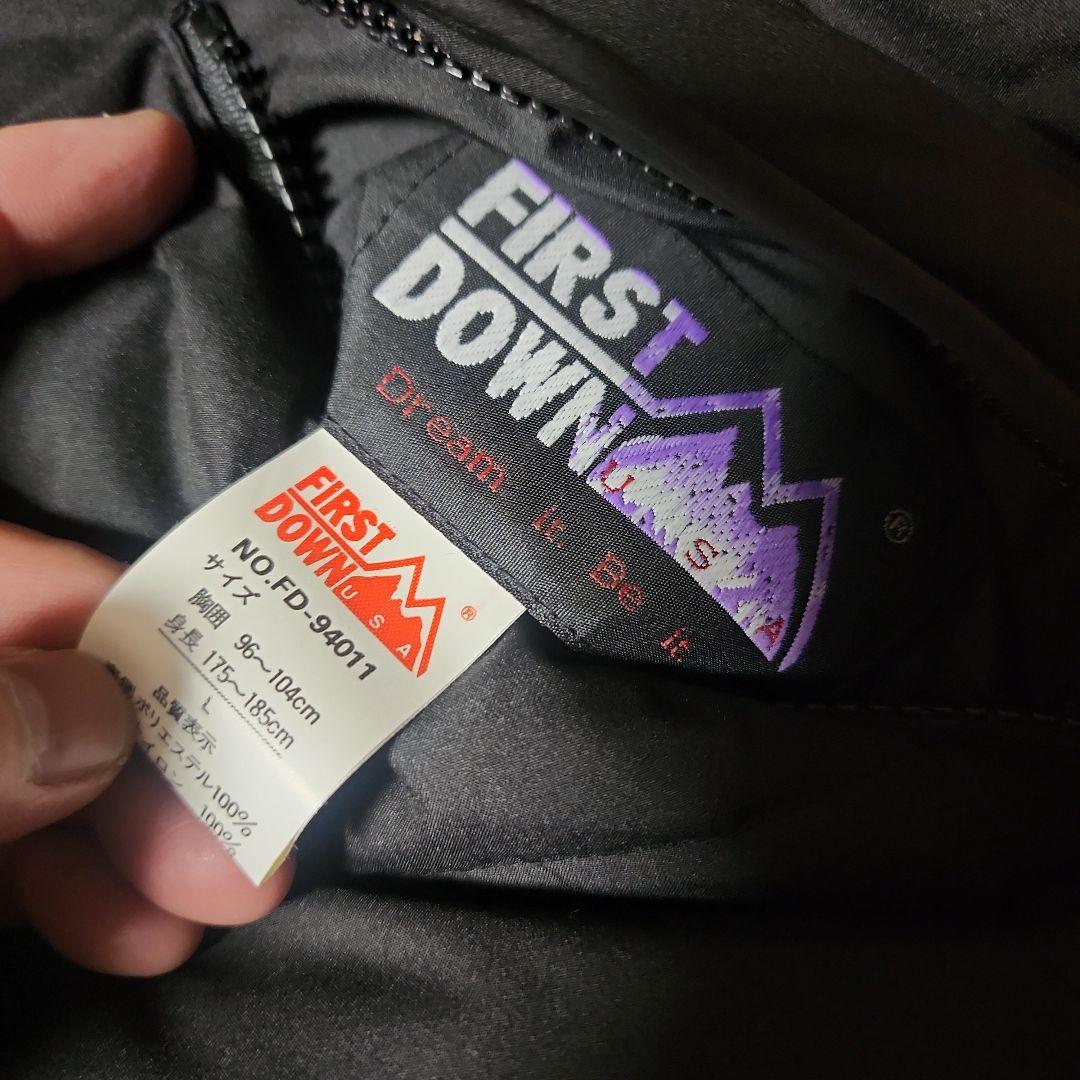 FIRST
DOWN
USA
®
Dream it. Be it.
FIRST
DOWN
USA
®
NO.FD-94011
サイズ
胸囲 96～104cm
身長 175～185cm
L
品質表示
ポリエステル100%
100%